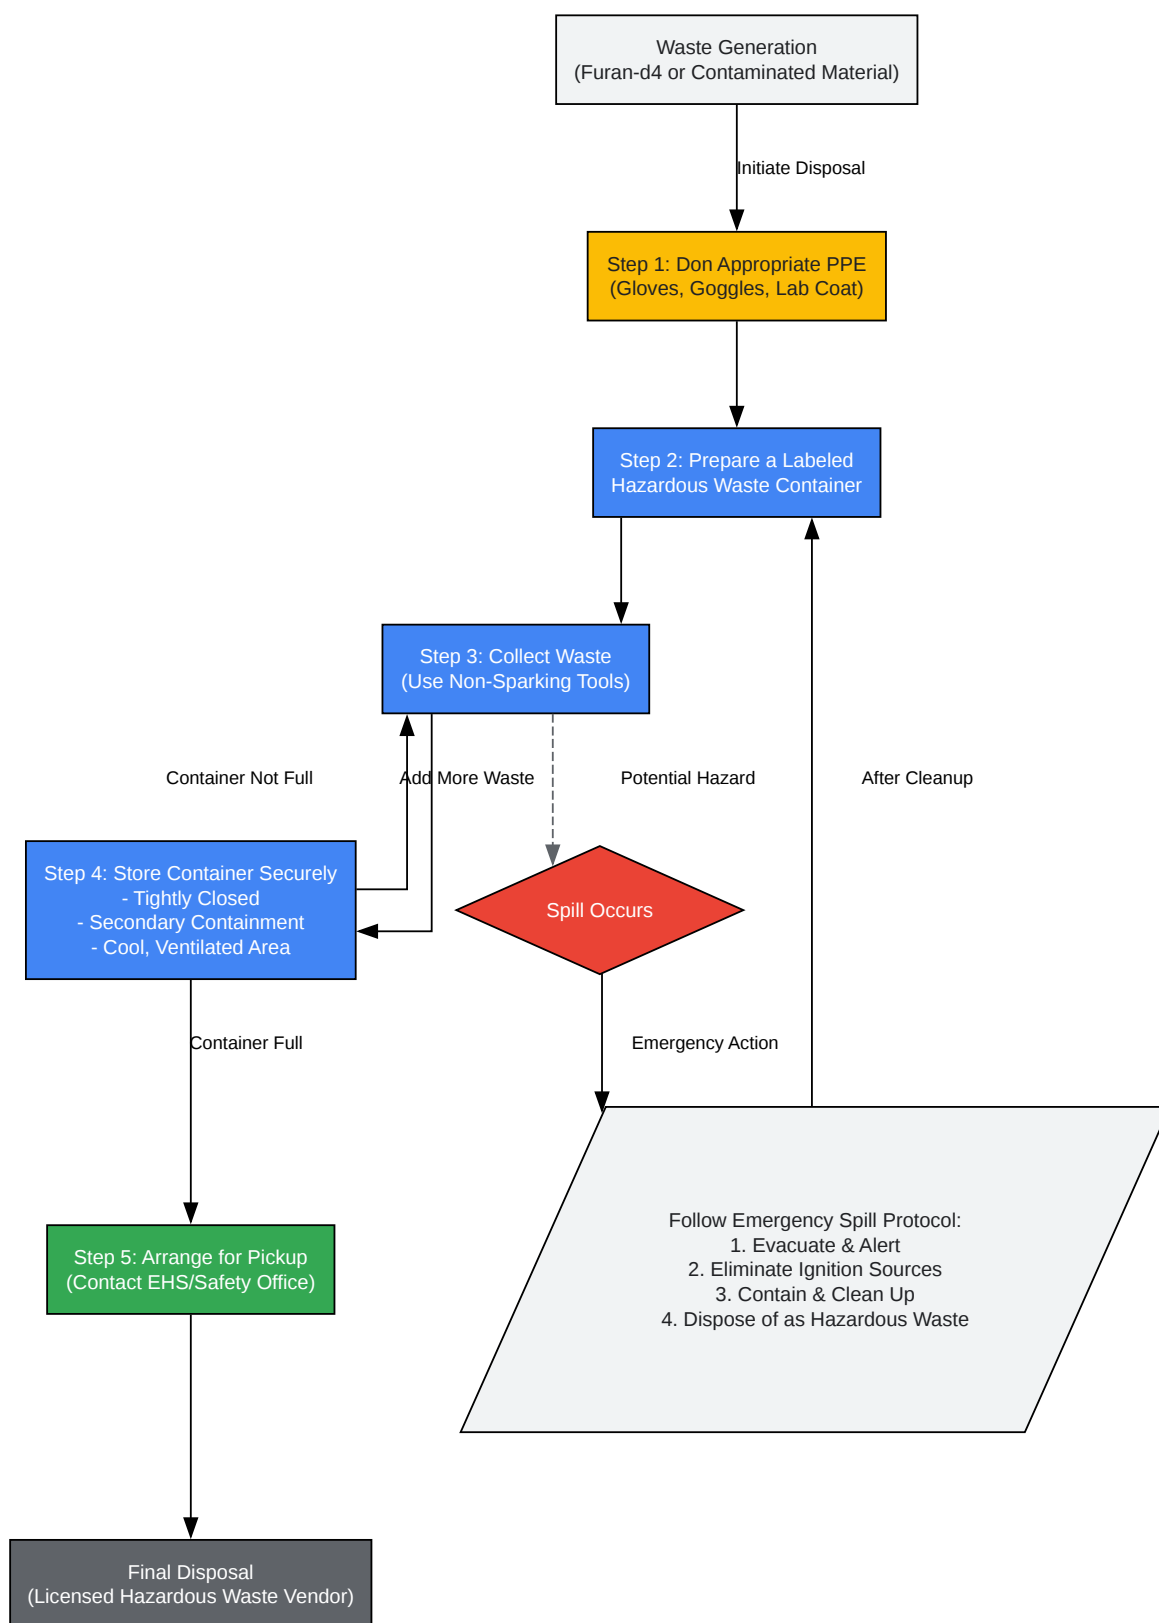 Waste Generation
(Furan-d4 or Contaminated Material)
Initiate Disposal
Step 1: Don Appropriate PPE
(Gloves, Goggles, Lab Coat)
Step 2: Prepare a Labeled
Hazardous Waste Container
Step 3: Collect Waste
(Use Non-Sparking Tools)
Container Not Full
Add More Waste
Potential Hazard
After Cleanup
Step 4: Store Container Securely
- Tightly Closed
- Secondary Containment
- Cool, Ventilated Area
Spill Occurs
Container Full
Emergency Action
Follow Emergency Spill Protocol:
1. Evacuate & Alert
2. Eliminate Ignition Sources
3. Contain & Clean Up
4. Dispose of as Hazardous Waste
Step 5: Arrange for Pickup
(Contact EHS/Safety Office)
Final Disposal
(Licensed Hazardous Waste Vendor)